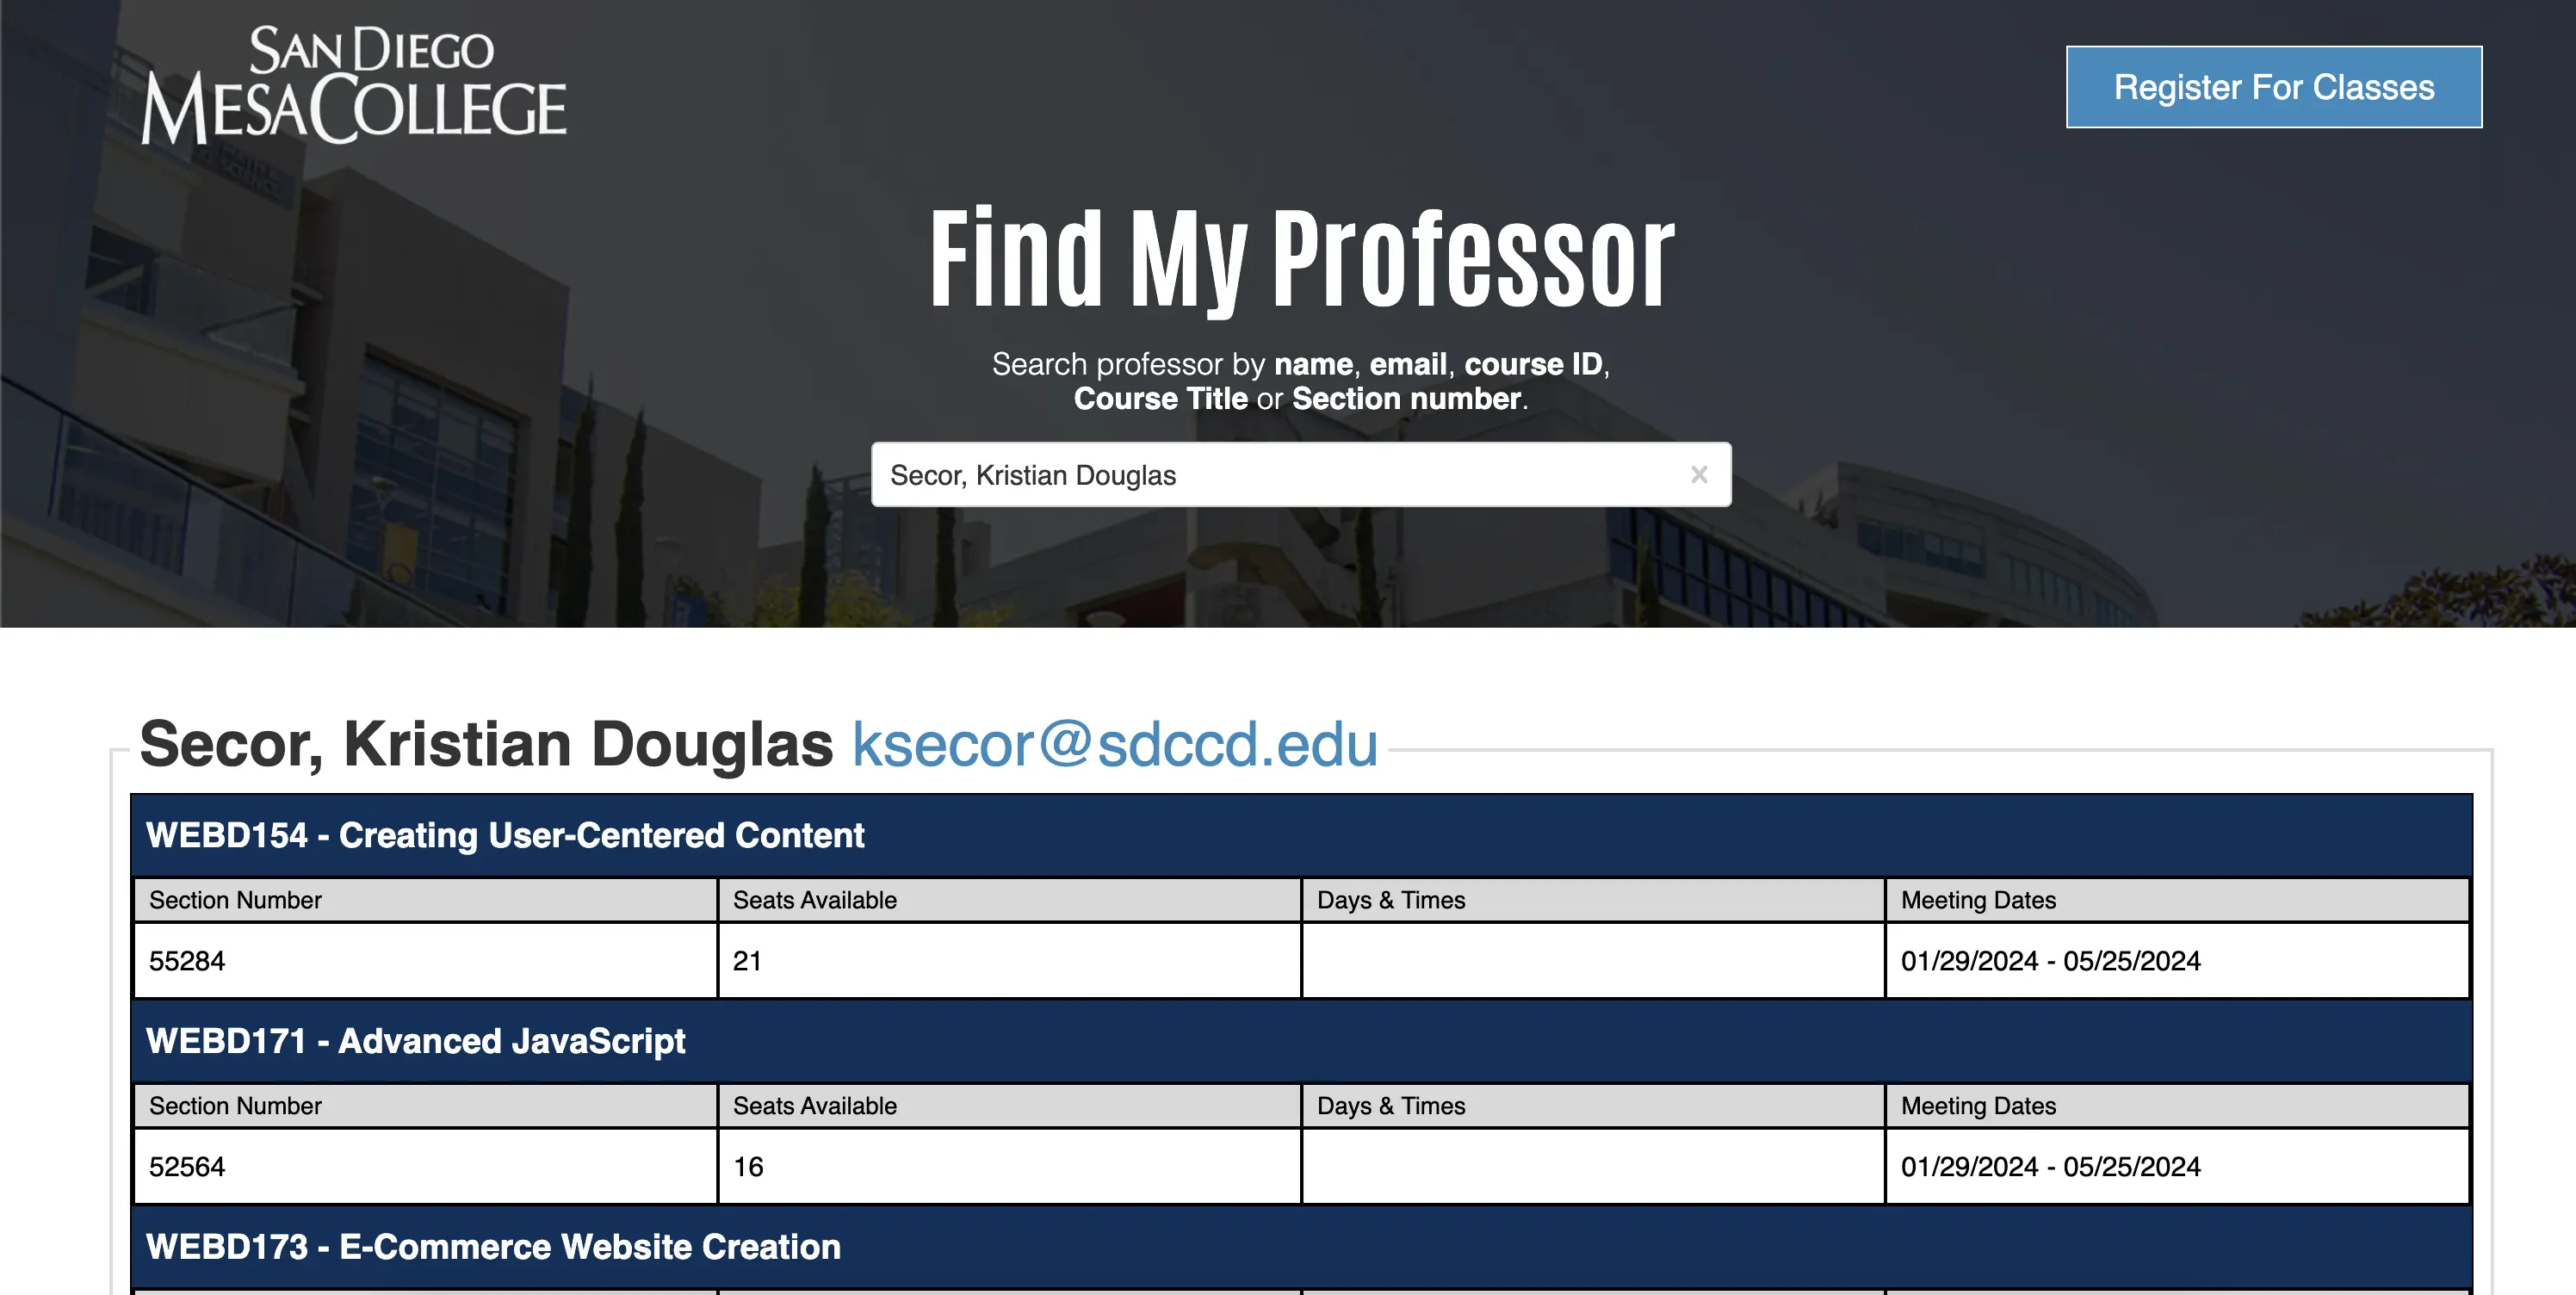 SAN DIEGO
MESACOLLEGE
Register For Classes
Find My Professor
Search professor by name, email, course ID,
Course Title or Section number.
Secor, Kristian Douglas ×
Secor, Kristian Douglas ksecor@sdccd.edu
WEBD154 - Creating User-Centered Content
Section Number Seats Available Days & Times Meeting Dates
55284 21 01/29/2024 - 05/25/2024
WEBD171 - Advanced JavaScript
Section Number Seats Available Days & Times Meeting Dates
52564 16 01/29/2024 - 05/25/2024
WEBD173 - E-Commerce Website Creation